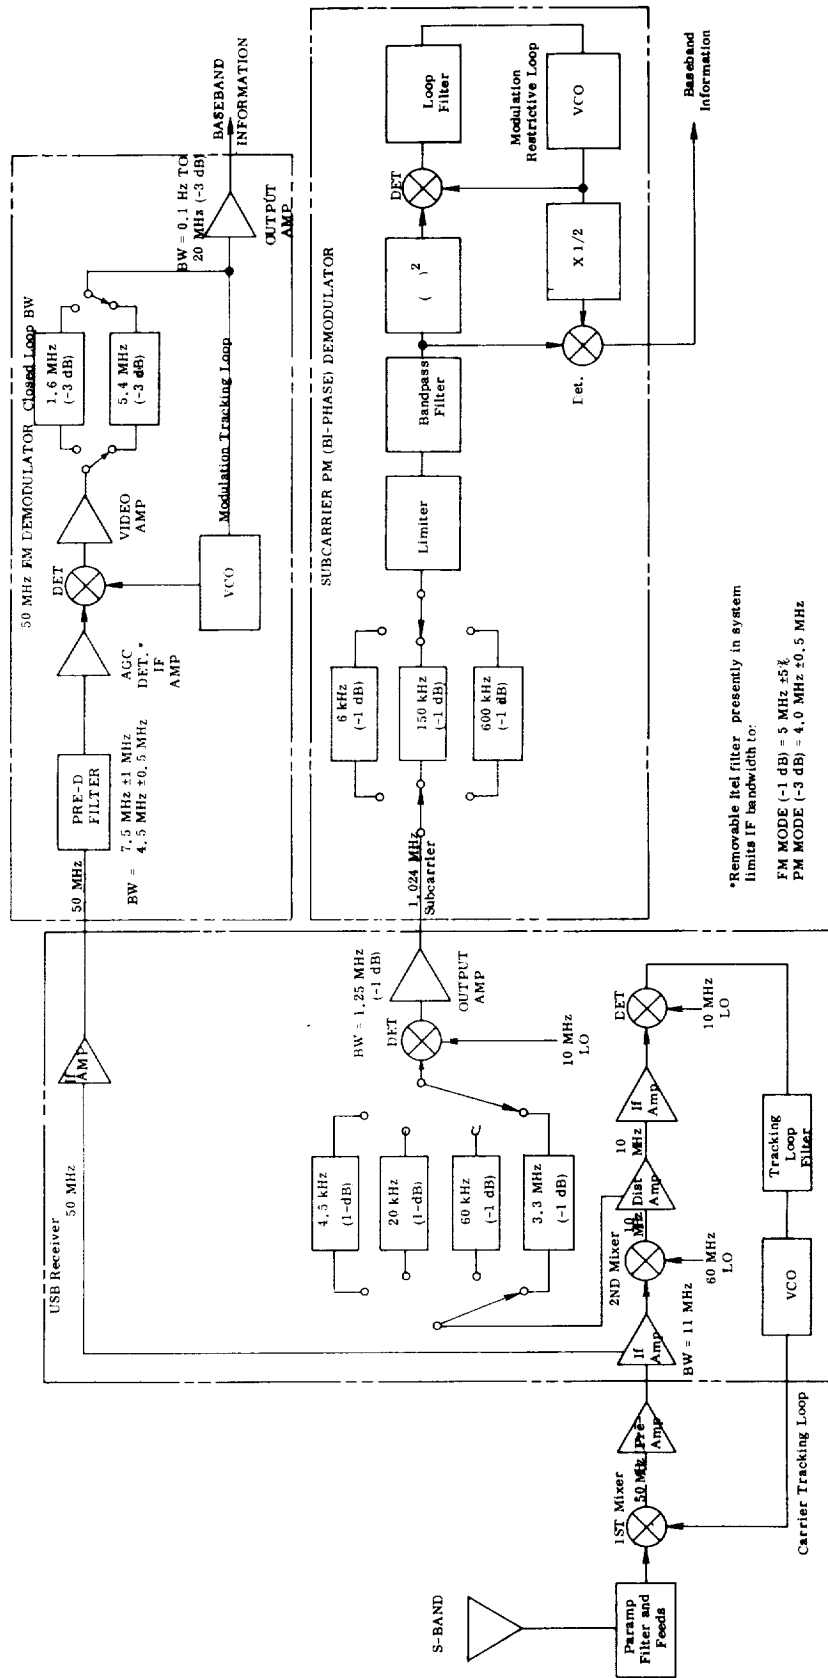 S-BAND
Paramp
Filter and
Feeds
1ST Mixer
50 MHz
Pre-
Amp
Carrier Tracking Loop
USB Receiver
50 MHz
If
AMP
If
Amp
BW = 11 MHz
2ND Mixer
60 MHz
LO
10
MHz
Dist
Amp
10
MHz
If
Amp
DET
10 MHz
LO
Tracking
Loop
Filter
VCO
4.5 kHz
(1-dB)
20 kHz
(1-dB)
60 kHz
(-1 dB)
3.3 MHz
(-1 dB)
DET
10 MHz
LO
BW = 1.25 MHz
(-1 dB)
OUTPUT
AMP
50 MHz FM DEMODULATOR
50 MHz
PRE-D
FILTER
BW = 7.5 MHz ±1 MHz
4.5 MHz ±0.5 MHz
AGC
DET.*
IF
AMP
DET
VIDEO
AMP
VCO
Closed Loop BW
1.6 MHz
(-3 dB)
5.4 MHz
(-3 dB)
Modulation Tracking Loop
BW = 0.1 Hz TO
20 MHz (-3 dB)
OUTPUT
AMP
BASEBAND
INFORMATION
SUBCARRIER PM (BI-PHASE) DEMODULATOR
1.024 MHz
Subcarrier
6 kHz
(-1 dB)
150 kHz
(-1 dB)
600 kHz
(-1 dB)
Limiter
Bandpass
Filter
( )2
DET
Loop
Filter
Modulation
Restrictive Loop
VCO
X 1/2
Det.
Baseband
Information
*Removable Itel filter presently in system
limits IF bandwidth to:
FM MODE (-1 dB) = 5 MHz ±5%
PM MODE (-3 dB) = 4.0 MHz ±0.5 MHz